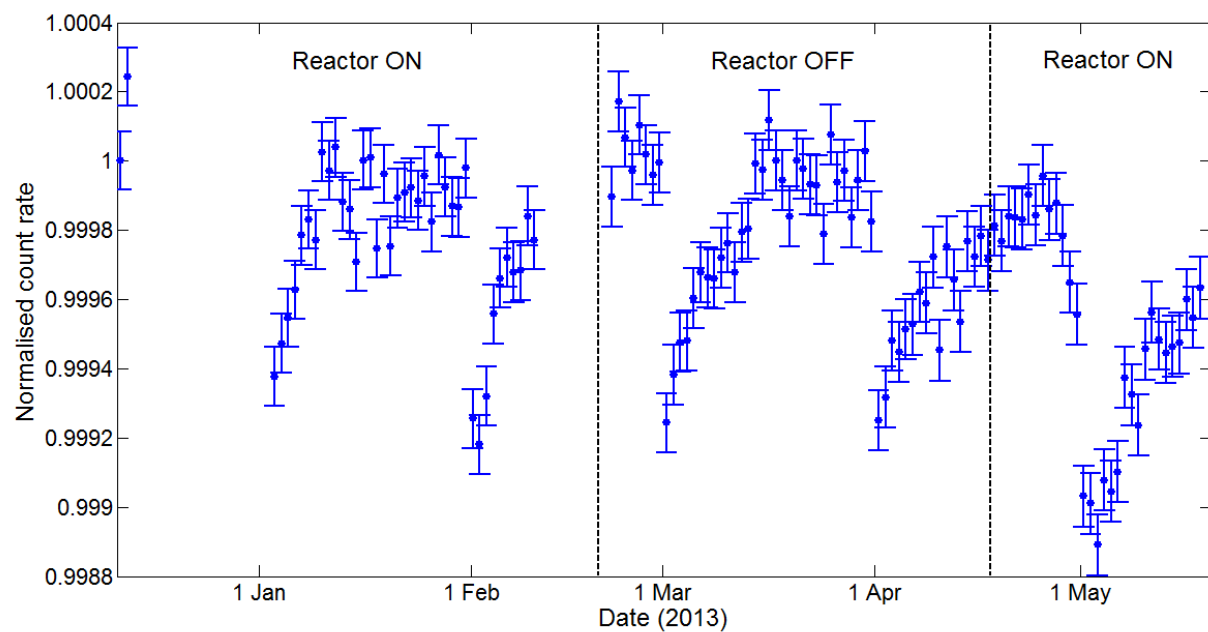 Reactor ON
Reactor OFF
Reactor ON
Normalised count rate
1.0004
1.0002
1
0.9998
0.9996
0.9994
0.9992
0.999
0.9988
1 Jan
1 Feb
1 Mar
1 Apr
1 May
Date (2013)